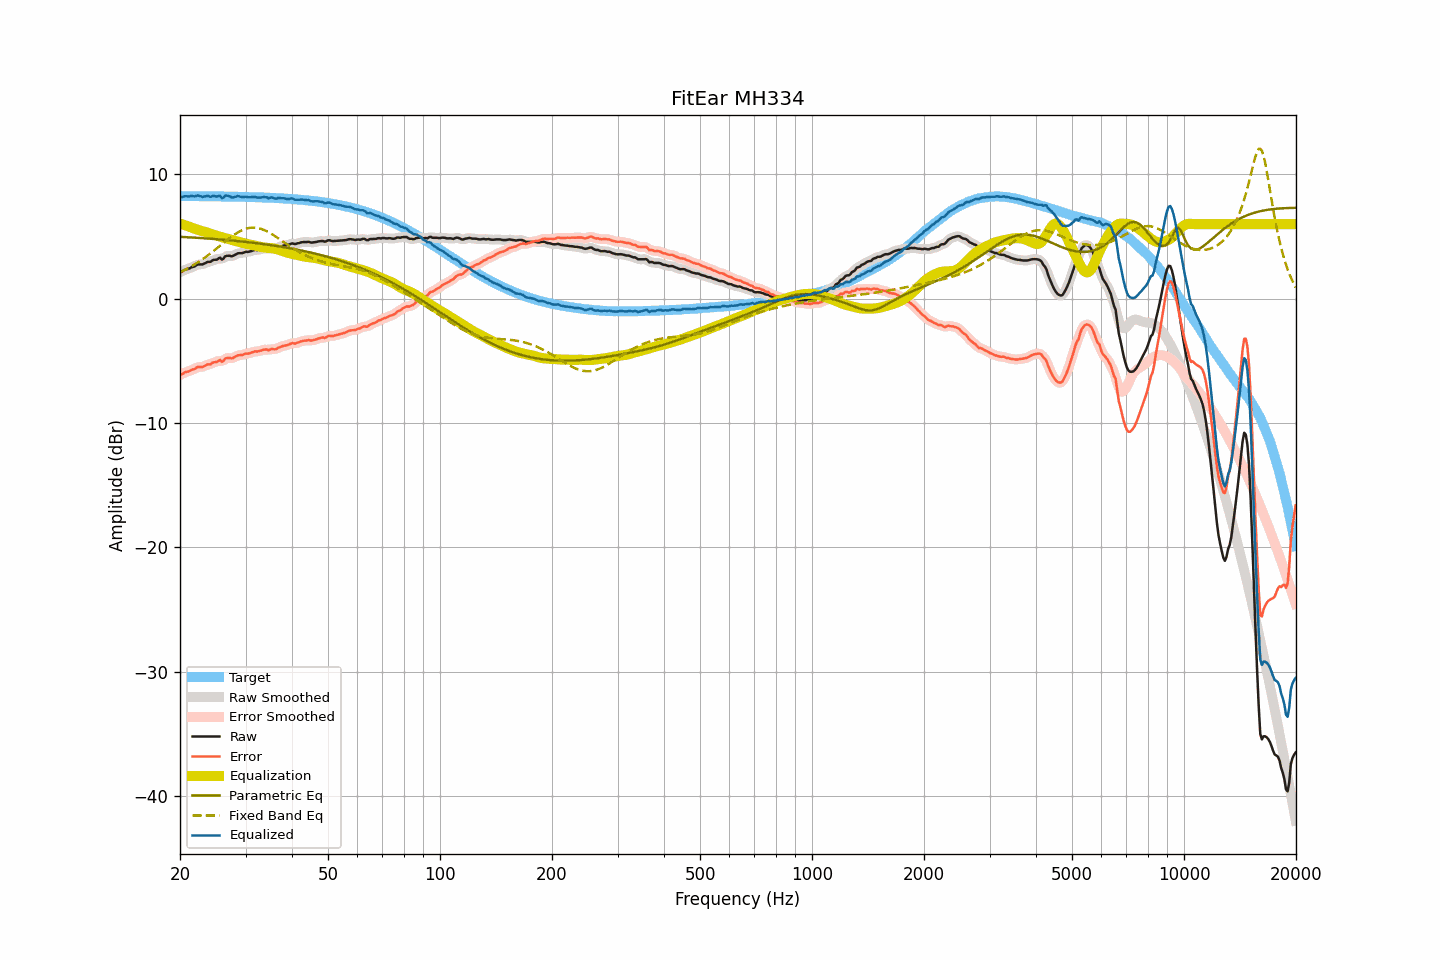 FitEar MH334
10
0
−10
−20
−30
−40
Amplitude (dBr)
Target
Raw Smoothed
Error Smoothed
Raw
Error
Equalization
Parametric Eq
Fixed Band Eq
Equalized
20 50 100 200 500 1000 2000 5000 10000 20000
Frequency (Hz)